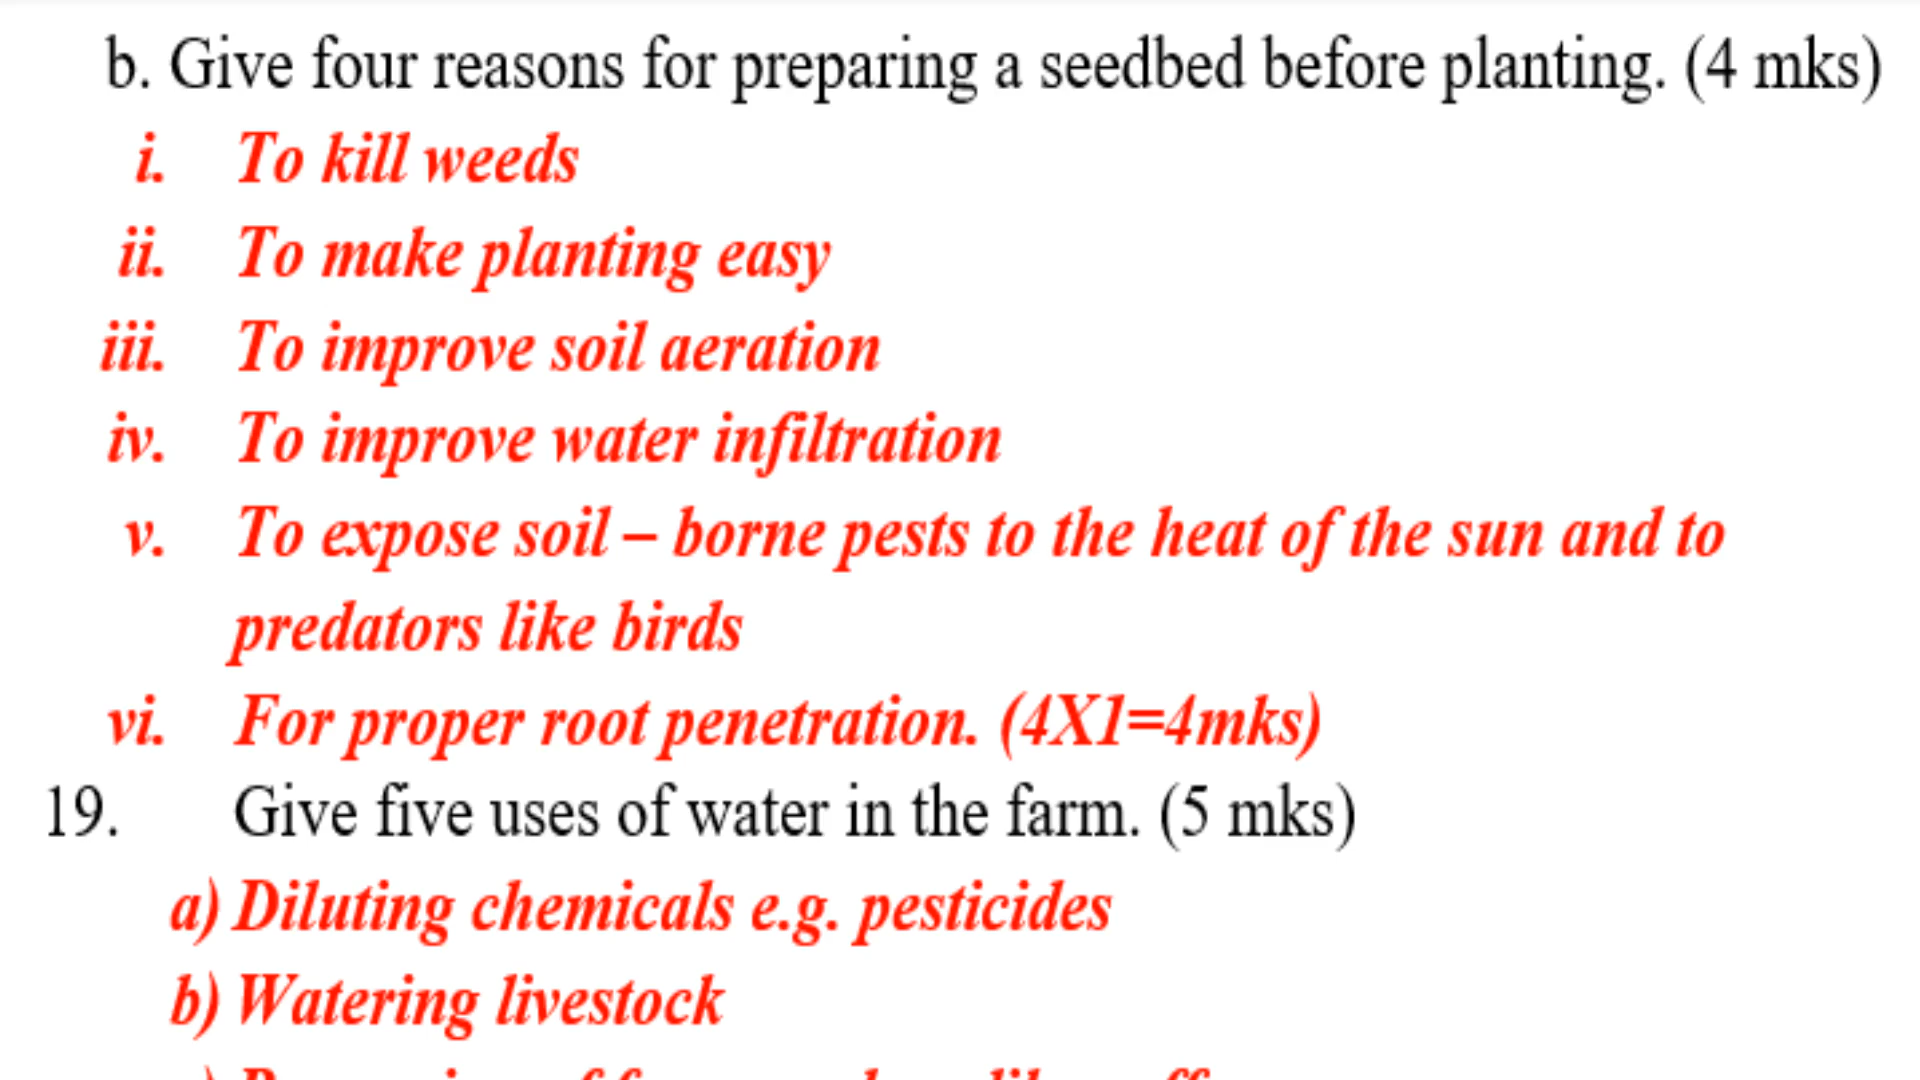 b. Give four reasons for preparing a seedbed before planting. (4 mks)
i. To kill weeds
ii. To make planting easy
iii. To improve soil aeration
iv. To improve water infiltration
v. To expose soil – borne pests to the heat of the sun and to
predators like birds
vi. For proper root penetration. (4X1=4mks)
19. Give five uses of water in the farm. (5 mks)
a) Diluting chemicals e.g. pesticides
b) Watering livestock